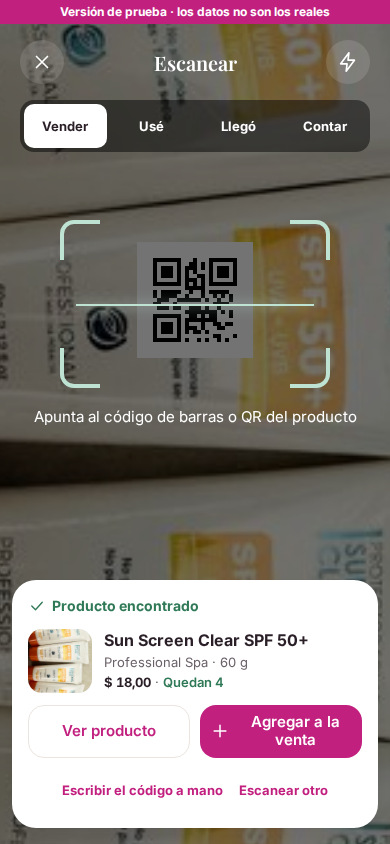 Versión de prueba · los datos no son los reales
Escanear
Vender
Usé
Llegó
Contar
SPF 50+
Apunta al código de barras o QR del producto
Producto encontrado
Sun Screen Clear SPF 50+
Professional Spa · 60 g
$ 18,00 · Quedan 4
Ver producto
Agregar a la
venta
Escribir el código a mano
Escanear otro